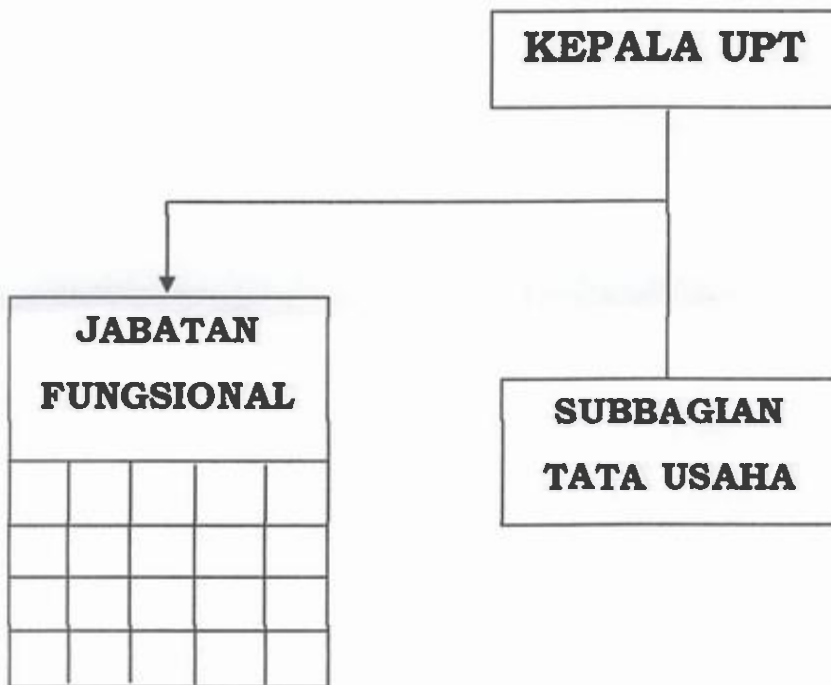 KEPALA UPT
JABATAN
FUNGSIONAL
SUBBAGIAN
TATA USAHA